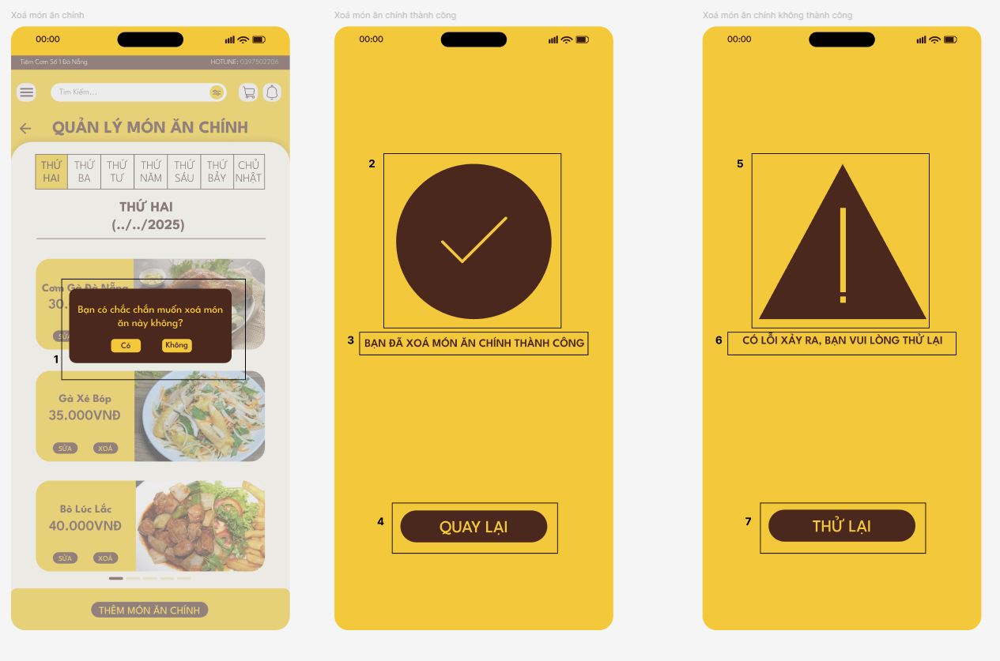 Xoá món ăn chính
00:00
Tiệm Cơm Số 1 Đà Nẵng
HOTLINE: 0397502206
Tìm Kiếm...
QUẢN LÝ MÓN ĂN CHÍNH
THỨ HAI
THỨ BA
THỨ TƯ
THỨ NĂM
THỨ SÁU
THỨ BẢY
CHỦ NHẬT
THỨ HAI
(../../2025)
Cơm Gà Đà Nẵng
30.
SỬA
Bạn có chắc chắn muốn xoá món
ăn này không?
Có
Không
1
Gà Xé Bóp
35.000VNĐ
SỬA
XOÁ
Bò Lúc Lắc
40.000VNĐ
SỬA
XOÁ
THÊM MÓN ĂN CHÍNH
Xoá món ăn chính thành công
00:00
2
3
BẠN ĐÃ XOÁ MÓN ĂN CHÍNH THÀNH CÔNG
4
QUAY LẠI
Xoá món ăn chính không thành công
00:00
5
6
CÓ LỖI XẢY RA, BẠN VUI LÒNG THỬ LẠI
7
THỬ LẠI